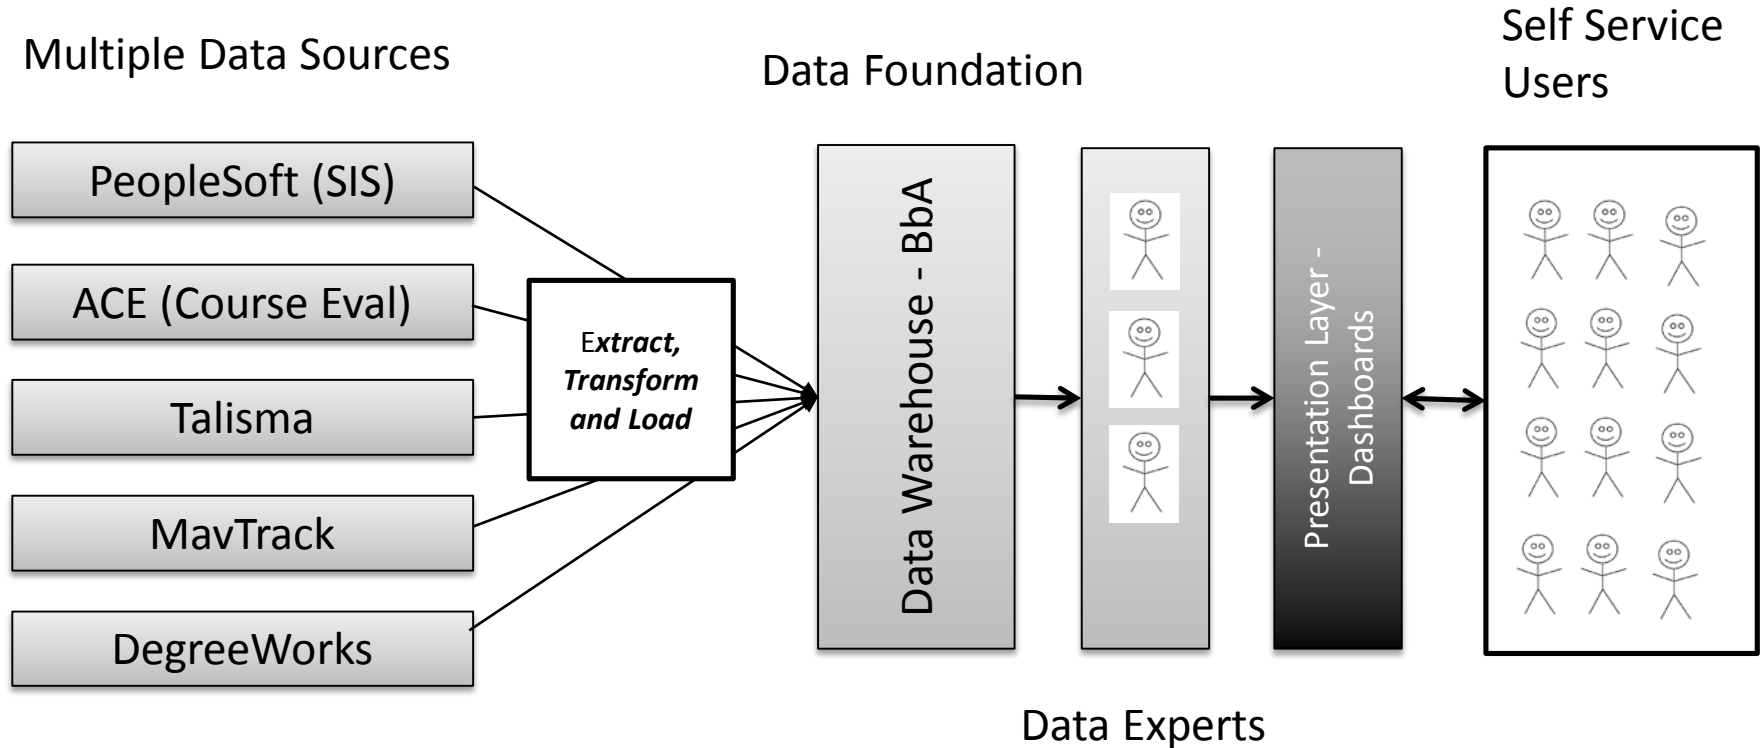 Multiple Data Sources
Data Foundation
Self Service
Users
PeopleSoft (SIS)
ACE (Course Eval)
Talisma
MavTrack
DegreeWorks
Extract,
Transform
and Load
Data Warehouse - BbA
Presentation Layer -
Dashboards
Data Experts